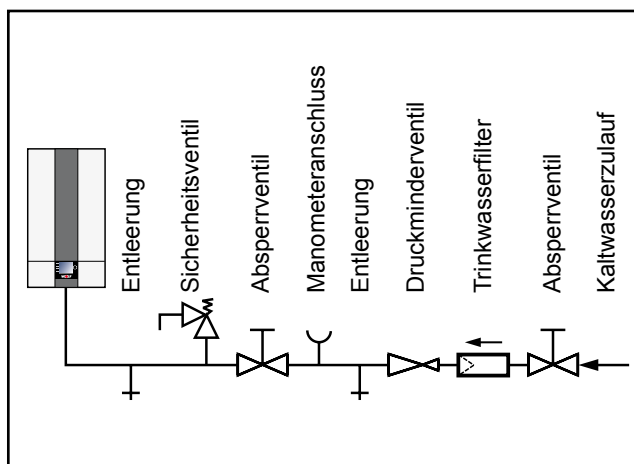 Entleerung
Sicherheitsventil
Absperrventil
Manometeranschluss
Entleerung
Druckminderventil
Trinkwasserfilter
Absperrventil
Kaltwasserzulauf